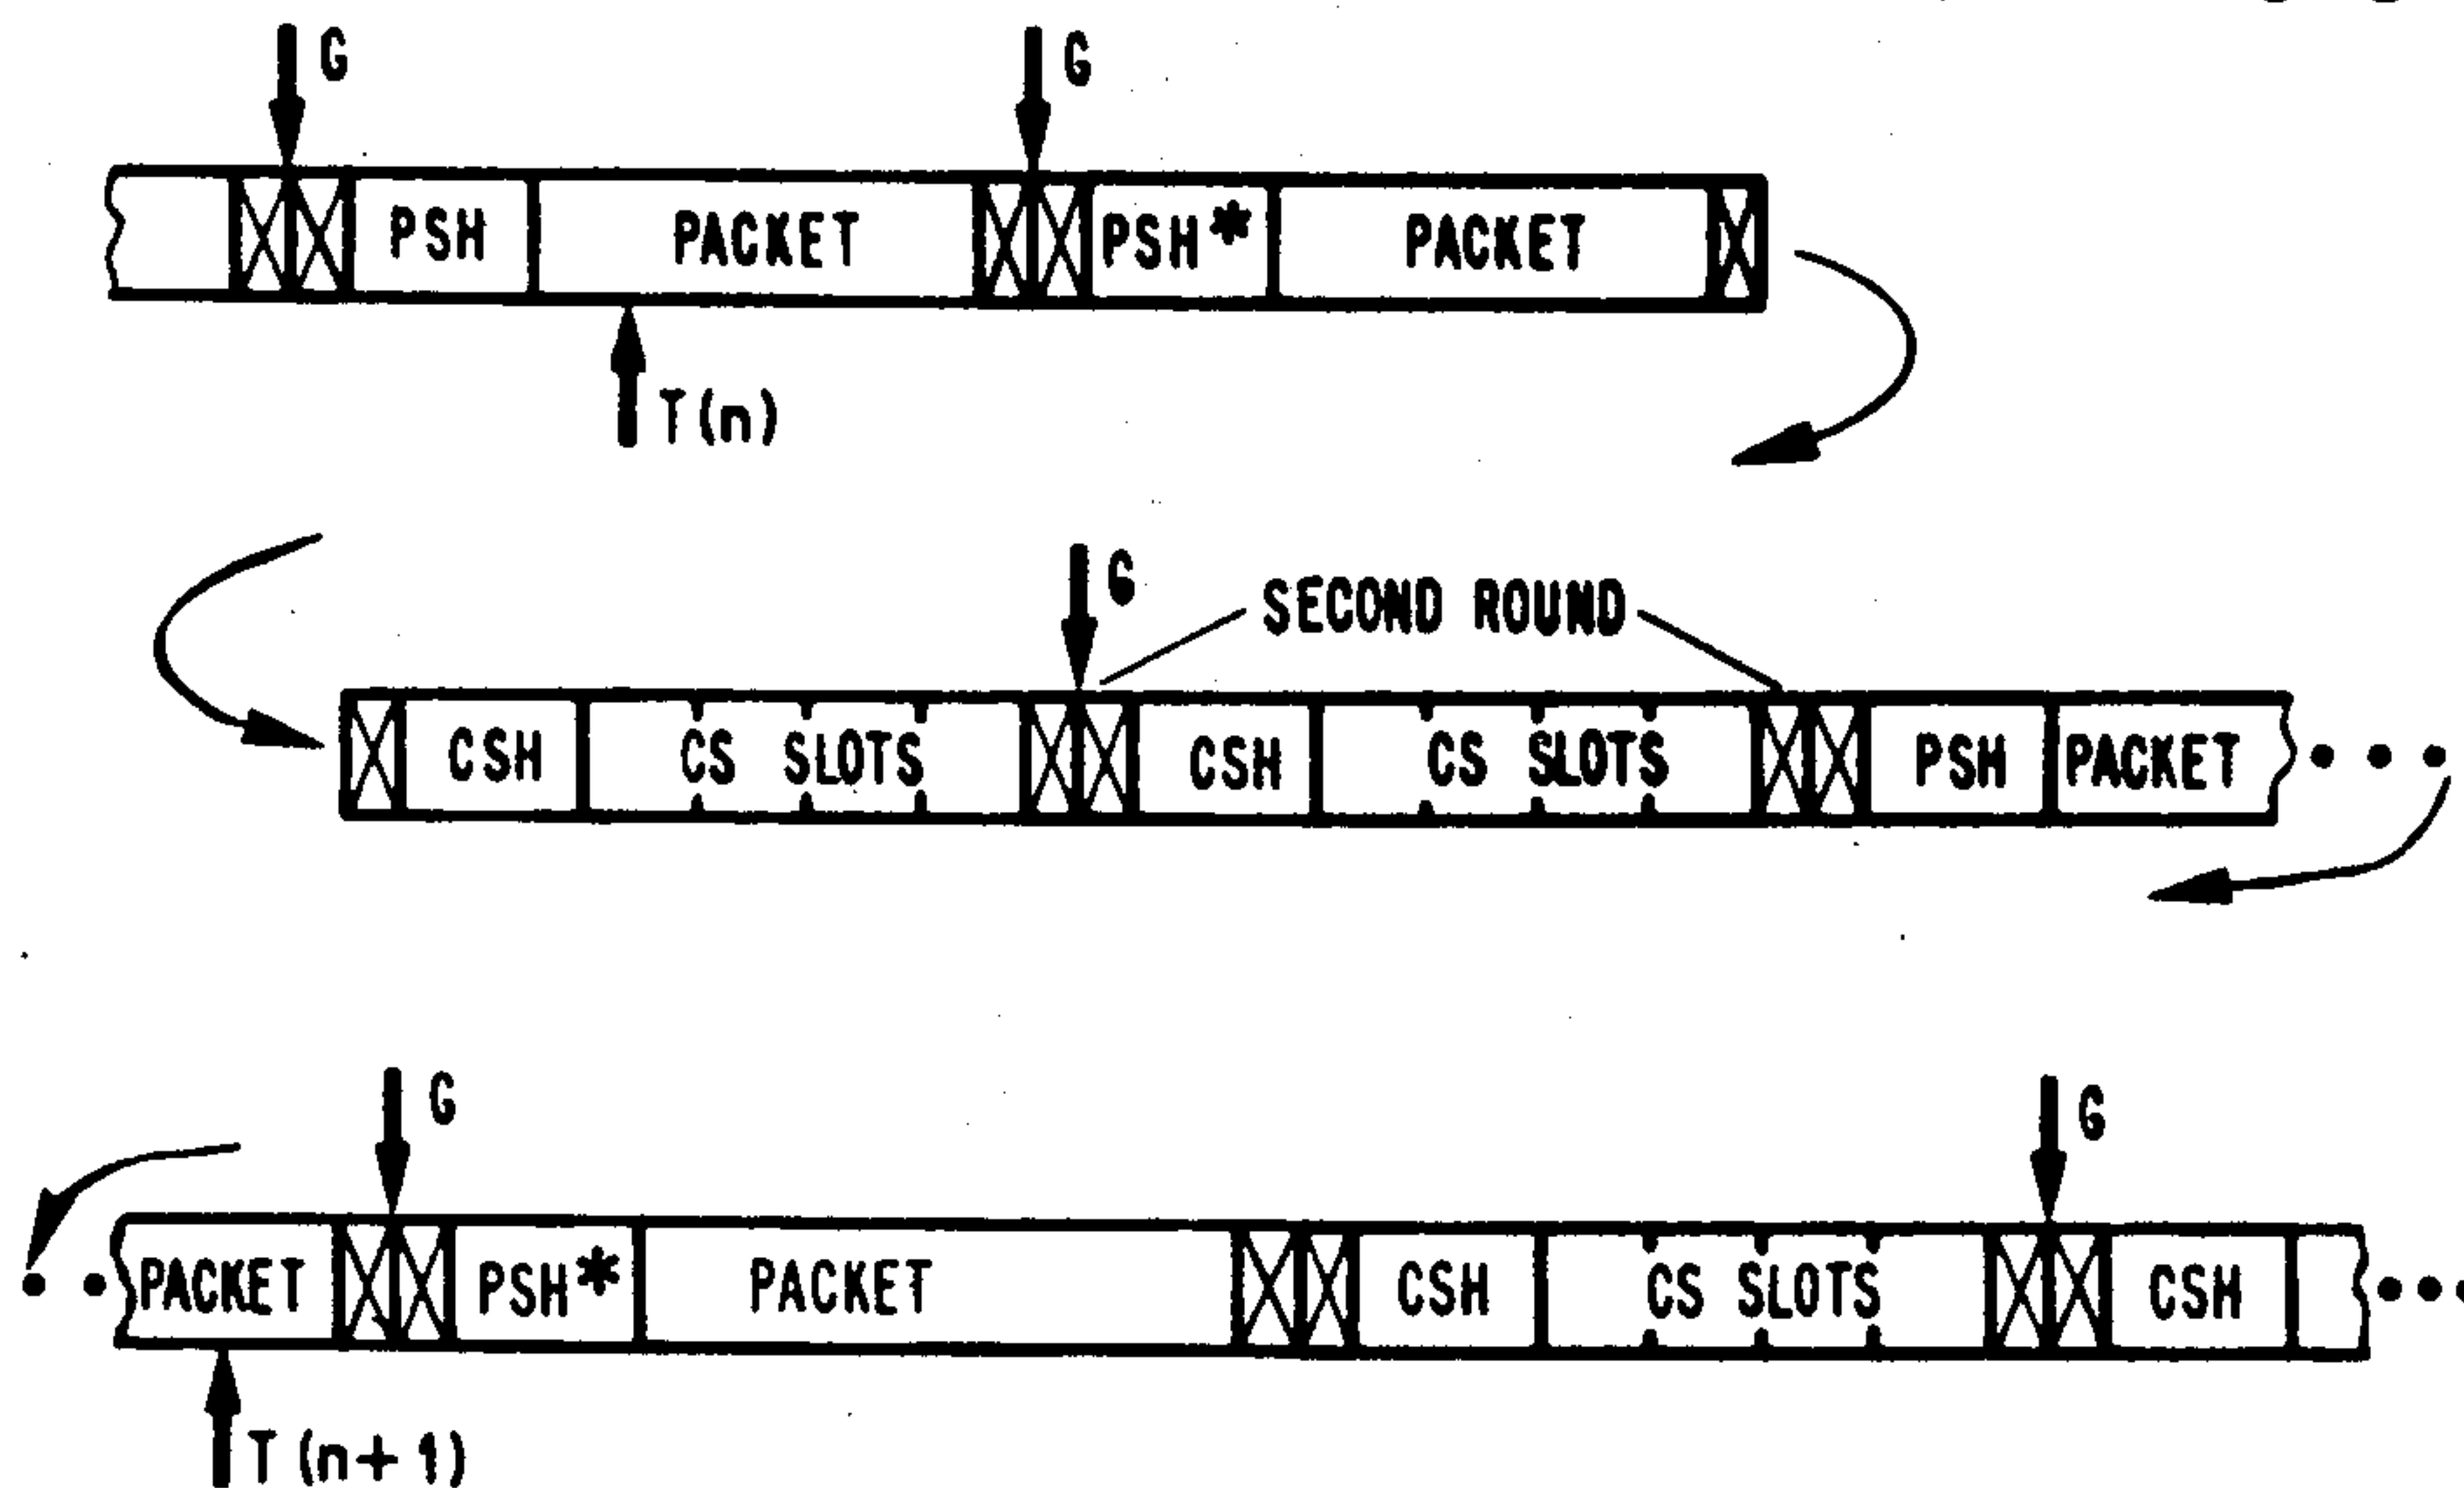 G G
PSH PACKET PSH* PACKET
T(n)
G SECOND ROUND
CSH CS SLOTS CSH CS SLOTS PSH PACKET
G G
PACKET PSH* PACKET CSH CS SLOTS CSH
T(n+1)